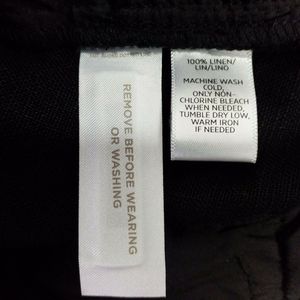 REMOVE BEFORE WEARING
OR WASHING
100% LINEN/
LIN/LINO
MACHINE WASH
COLD,
ONLY NON-
CHLORINE BLEACH
WHEN NEEDED,
TUMBLE DRY LOW,
WARM IRON
IF NEEDED